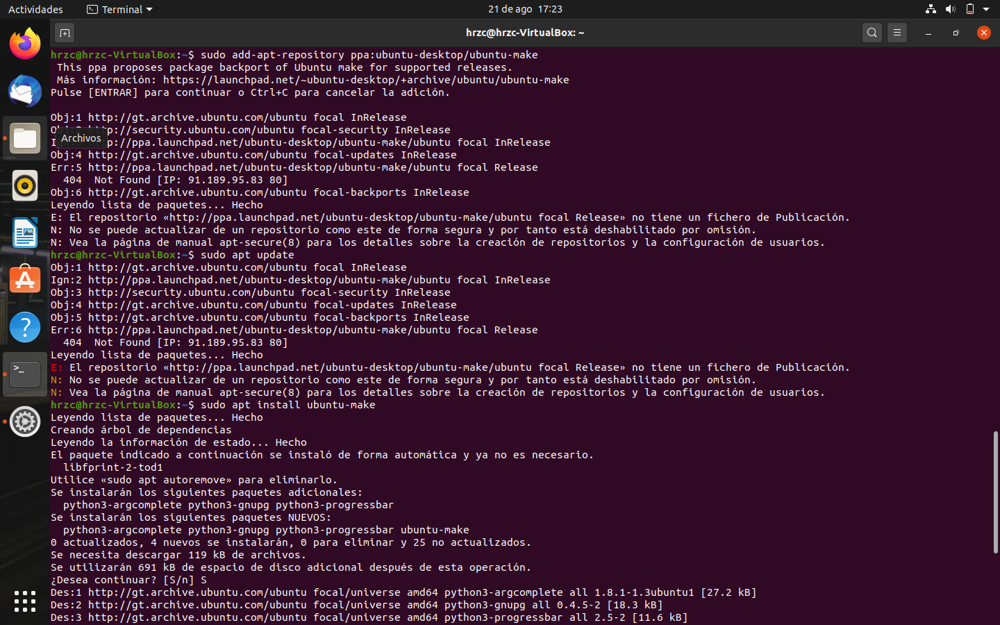 Actividades
Terminal
21 de ago 17:23
hrzc@hrzc-VirtualBox: ~
hrzc@hrzc-VirtualBox:~$ sudo add-apt-repository ppa:ubuntu-desktop/ubuntu-make
This ppa proposes package backport of Ubuntu make for supported releases.
Más información: https://launchpad.net/~ubuntu-desktop/+archive/ubuntu/ubuntu-make
Pulse [ENTRAR] para continuar o Ctrl+C para cancelar la adición.
Obj:1 http://gt.archive.ubuntu.com/ubuntu focal InRelease
http://security.ubuntu.com/ubuntu focal-security InRelease
Archivos
p://ppa.launchpad.net/ubuntu-desktop/ubuntu-make/ubuntu focal InRelease
Obj:4 http://gt.archive.ubuntu.com/ubuntu focal-updates InRelease
Err:5 http://ppa.launchpad.net/ubuntu-desktop/ubuntu-make/ubuntu focal Release
404 Not Found [IP: 91.189.95.83 80]
Obj:6 http://gt.archive.ubuntu.com/ubuntu focal-backports InRelease
Leyendo lista de paquetes... Hecho
E: El repositorio «http://ppa.launchpad.net/ubuntu-desktop/ubuntu-make/ubuntu focal Release» no tiene un fichero de Publicación.
N: No se puede actualizar de un repositorio como este de forma segura y por tanto está deshabilitado por omisión.
N: Vea la página de manual apt-secure(8) para los detalles sobre la creación de repositorios y la configuración de usuarios.
hrzc@hrzc-VirtualBox:~$ sudo apt update
Obj:1 http://gt.archive.ubuntu.com/ubuntu focal InRelease
Ign:2 http://ppa.launchpad.net/ubuntu-desktop/ubuntu-make/ubuntu focal InRelease
Obj:3 http://security.ubuntu.com/ubuntu focal-security InRelease
Obj:4 http://gt.archive.ubuntu.com/ubuntu focal-updates InRelease
Obj:5 http://gt.archive.ubuntu.com/ubuntu focal-backports InRelease
Err:6 http://ppa.launchpad.net/ubuntu-desktop/ubuntu-make/ubuntu focal Release
404 Not Found [IP: 91.189.95.83 80]
Leyendo lista de paquetes... Hecho
E: El repositorio «http://ppa.launchpad.net/ubuntu-desktop/ubuntu-make/ubuntu focal Release» no tiene un fichero de Publicación.
N: No se puede actualizar de un repositorio como este de forma segura y por tanto está deshabilitado por omisión.
N: Vea la página de manual apt-secure(8) para los detalles sobre la creación de repositorios y la configuración de usuarios.
hrzc@hrzc-VirtualBox:~$ sudo apt install ubuntu-make
Leyendo lista de paquetes... Hecho
Creando árbol de dependencias
Leyendo la información de estado... Hecho
El paquete indicado a continuación se instaló de forma automática y ya no es necesario.
libfprint-2-tod1
Utilice «sudo apt autoremove» para eliminarlo.
Se instalarán los siguientes paquetes adicionales:
python3-argcomplete python3-gnupg python3-progressbar
Se instalarán los siguientes paquetes NUEVOS:
python3-argcomplete python3-gnupg python3-progressbar ubuntu-make
0 actualizados, 4 nuevos se instalarán, 0 para eliminar y 25 no actualizados.
Se necesita descargar 119 kB de archivos.
Se utilizarán 691 kB de espacio de disco adicional después de esta operación.
¿Desea continuar? [S/n] S
Des:1 http://gt.archive.ubuntu.com/ubuntu focal/universe amd64 python3-argcomplete all 1.8.1-1.3ubuntu1 [27.2 kB]
Des:2 http://gt.archive.ubuntu.com/ubuntu focal/universe amd64 python3-gnupg all 0.4.5-2 [18.3 kB]
Des:3 http://gt.archive.ubuntu.com/ubuntu focal/universe amd64 python3-progressbar all 2.5-2 [11.6 kB]